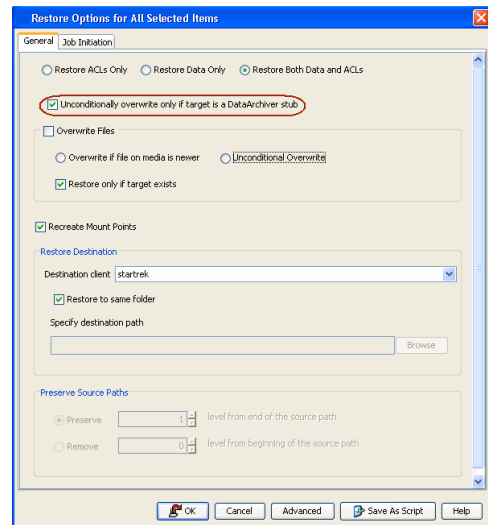 Restore Options for All Selected Items
General Job Initiation
Restore ACLs Only Restore Data Only Restore Both Data and ACLs
Unconditionally overwrite only if target is a DataArchiver stub
Overwrite Files
Overwrite if file on media is newer Unconditional Overwrite
Restore only if target exists
Recreate Mount Points
Restore Destination
Destination client startrek
Restore to same folder
Specify destination path
Browse
Preserve Source Paths
Preserve 1 level from end of the source path
Remove 0 level from beginning of the source path
OK Cancel Advanced Save As Script Help